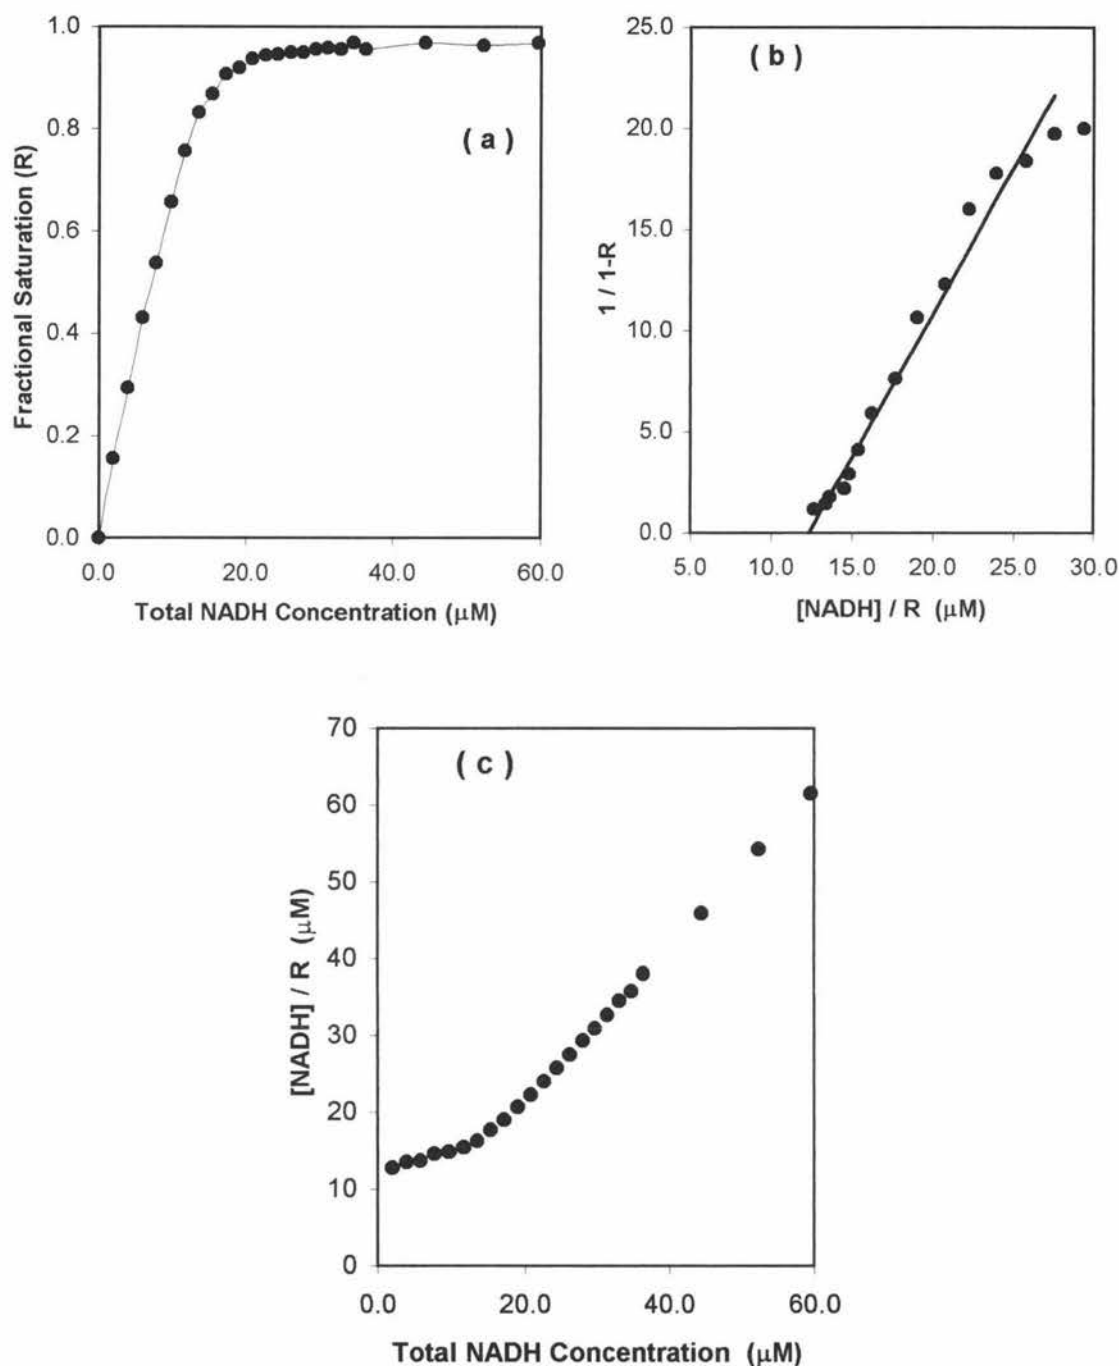 ( a )
Fractional Saturation (R)
1.0
0.8
0.6
0.4
0.2
0.0
0.0 20.0 40.0 60.0
Total NADH Concentration (μM)
( b )
1 / 1-R
25.0
20.0
15.0
10.0
5.0
0.0
5.0 10.0 15.0 20.0 25.0 30.0
[NADH] / R (μM)
( c )
[NADH] / R (μM)
70
60
50
40
30
20
10
0
0.0 20.0 40.0 60.0
Total NADH Concentration (μM)